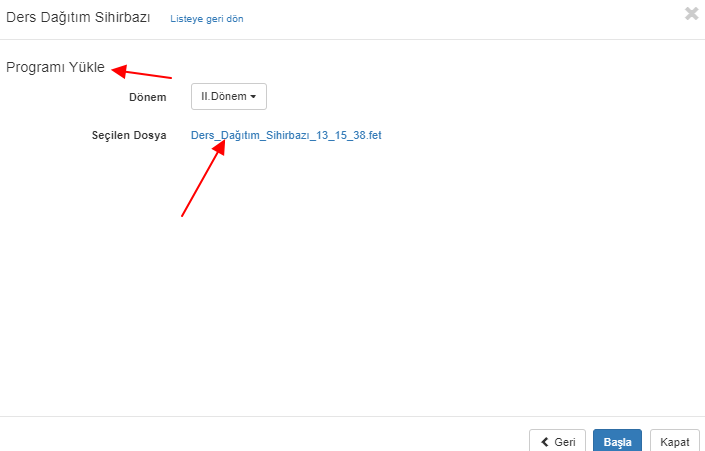 Ders Dağıtım Sihirbazı Listeye geri dön
Programı Yükle
Dönem II.Dönem
Seçilen Dosya Ders_Dağıtım_Sihirbazı_13_15_38.fet
Geri Başla Kapat